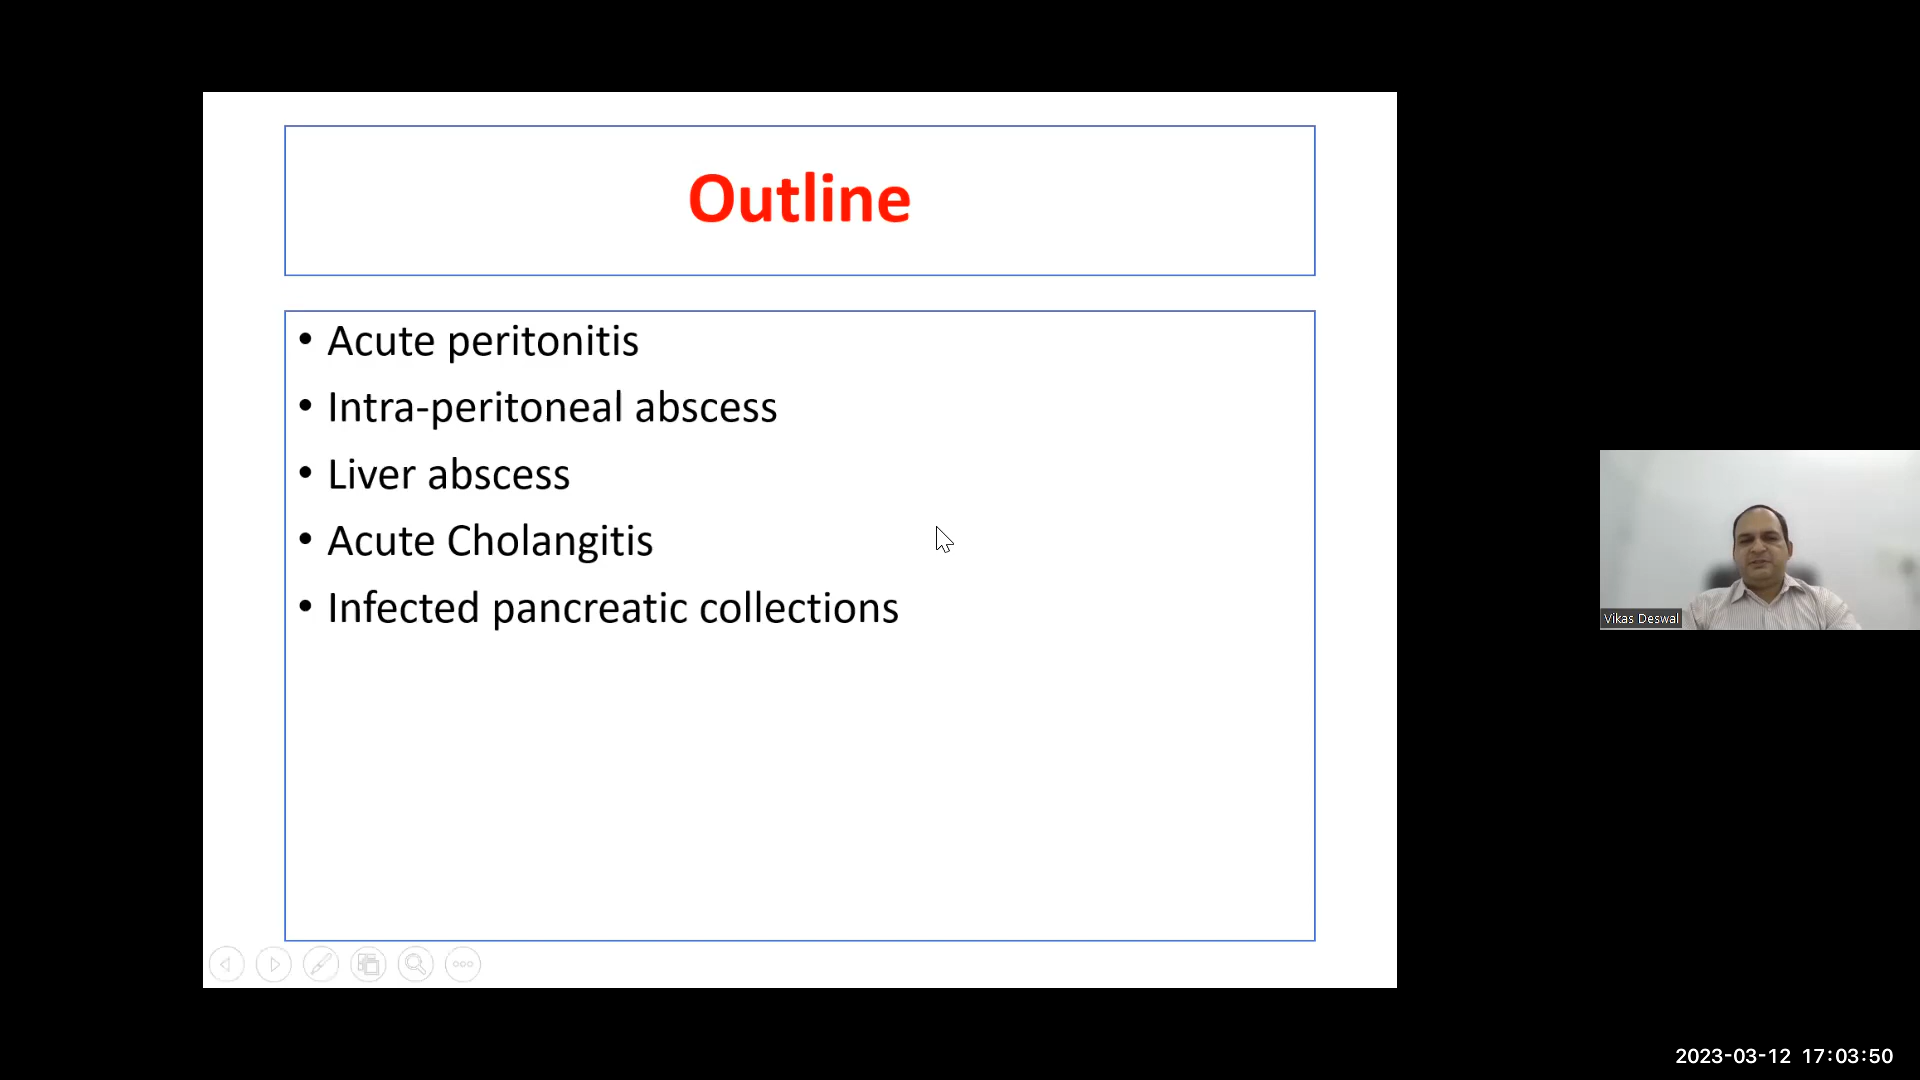 Outline
• Acute peritonitis
• Intra-peritoneal abscess
• Liver abscess
• Acute Cholangitis
• Infected pancreatic collections
Vikas Deswal
2023-03-12 17:03:50